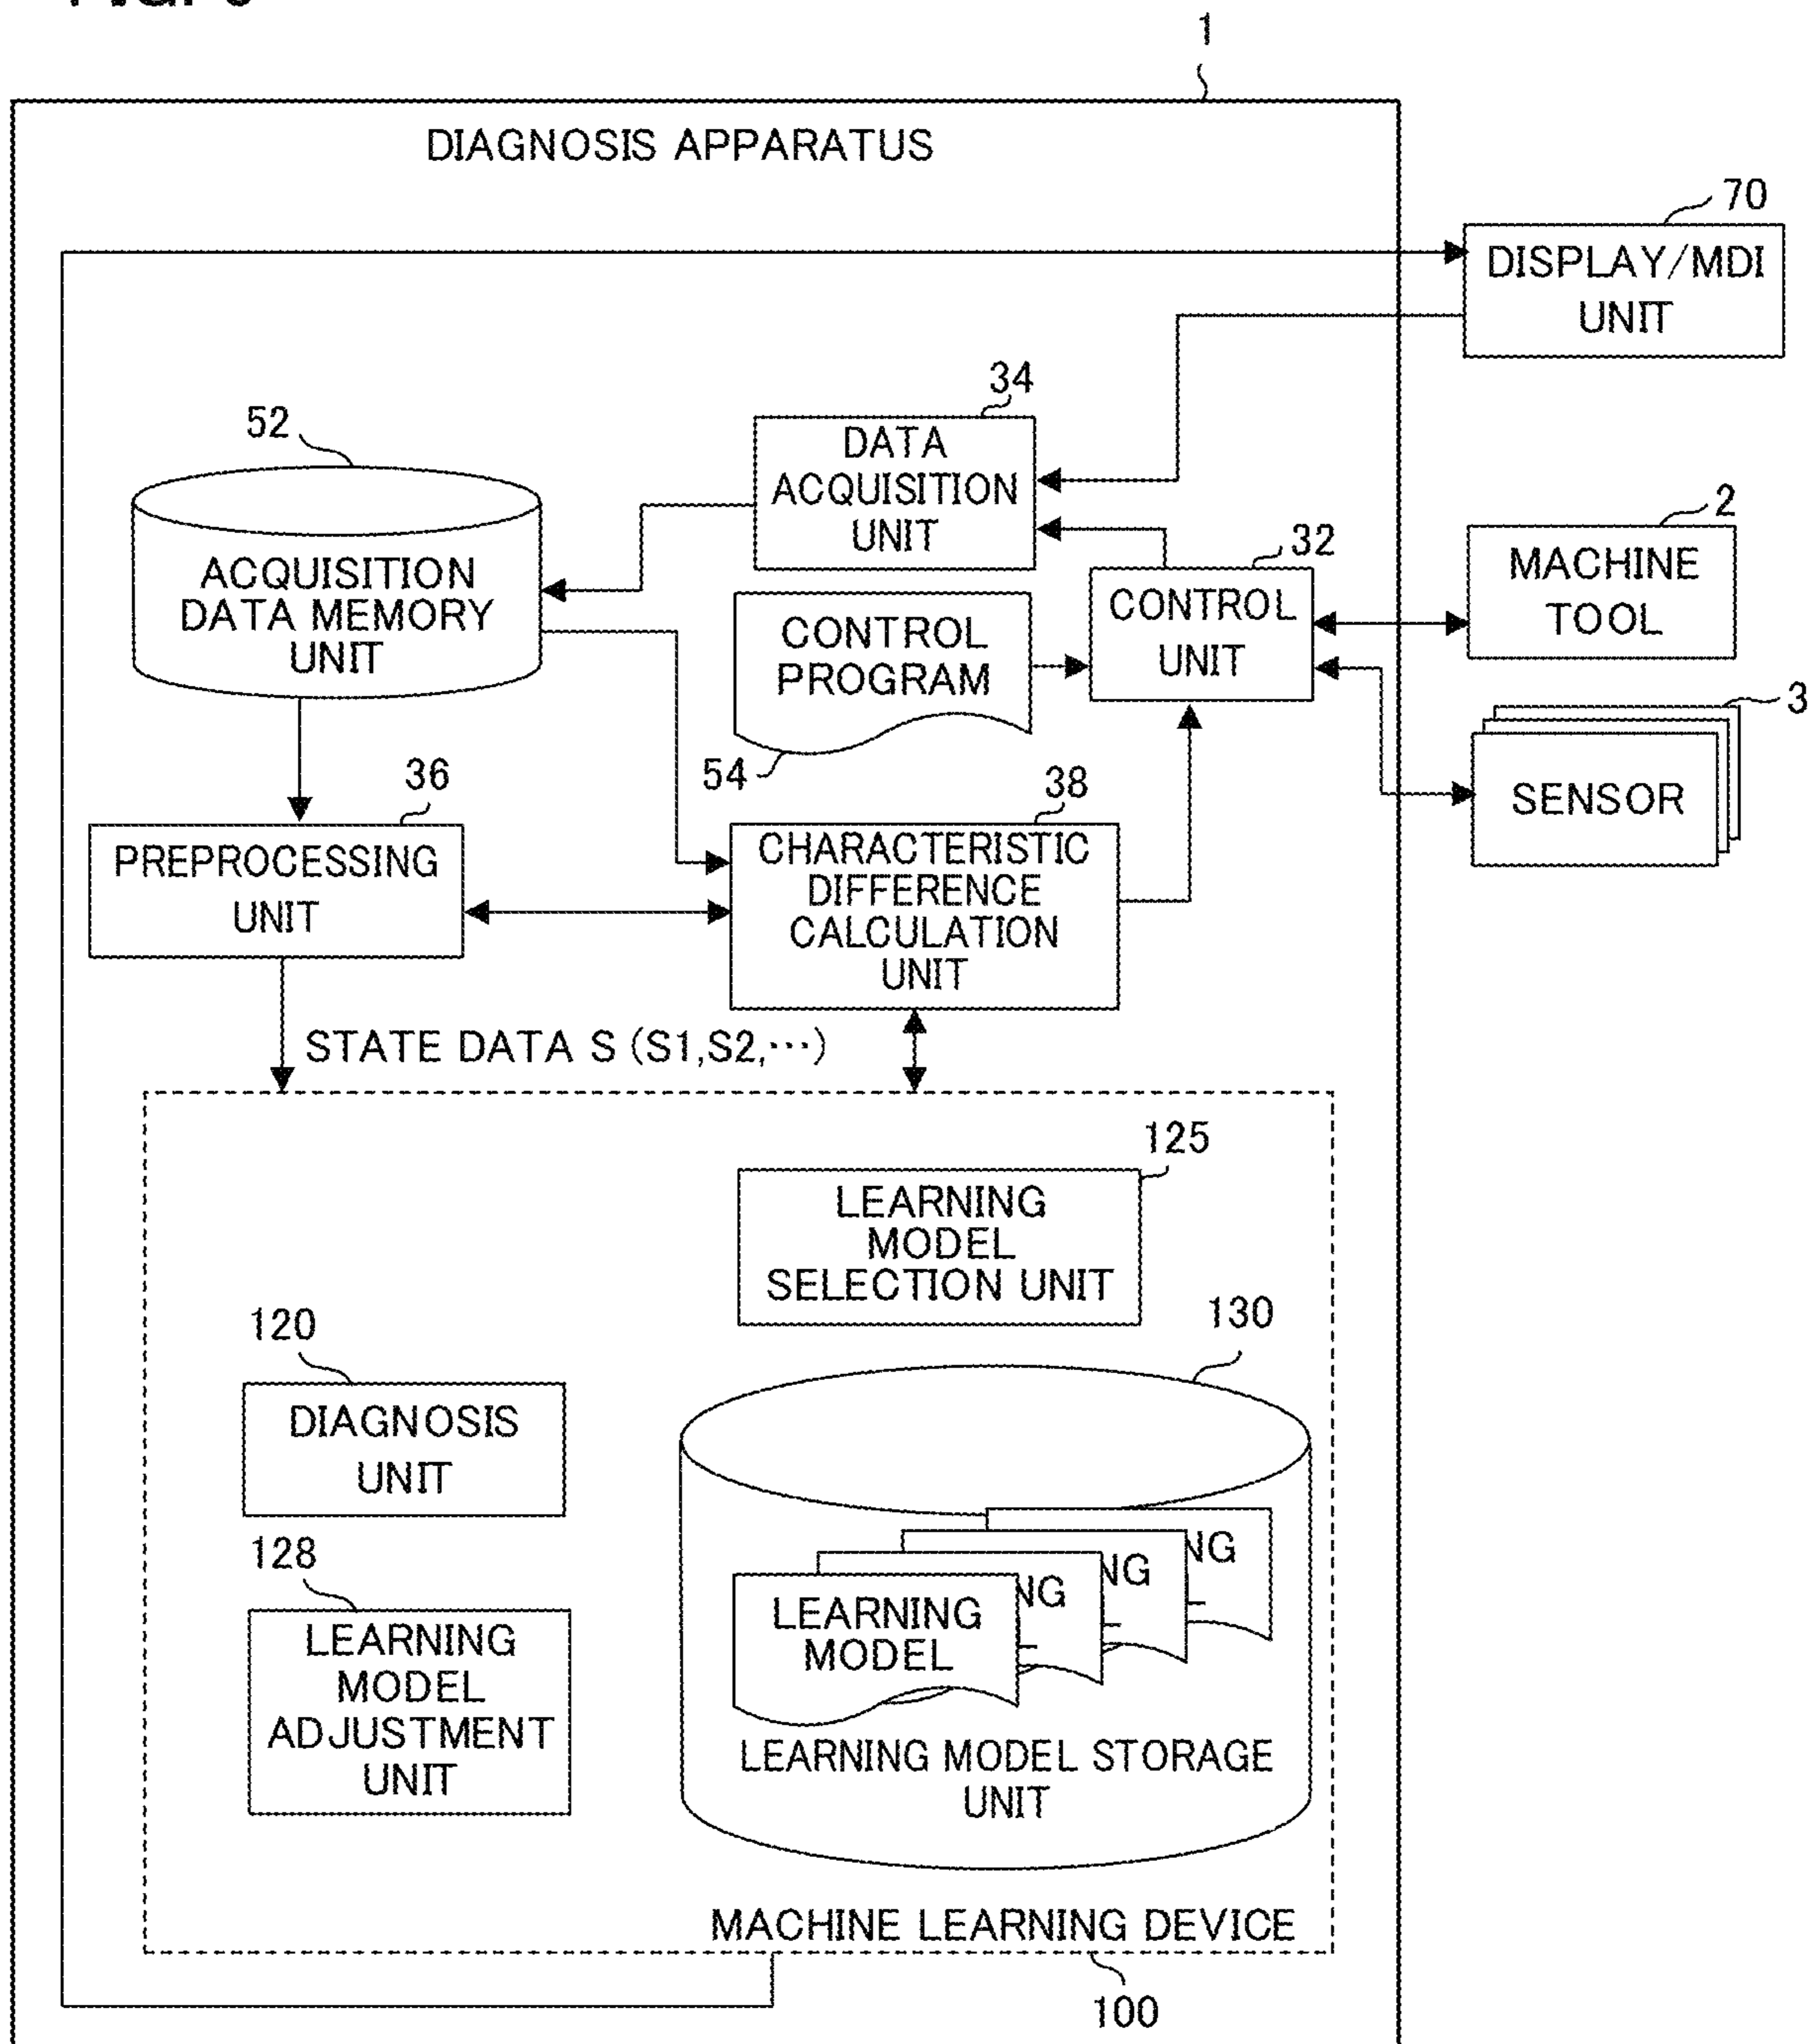 1
DIAGNOSIS APPARATUS
70
DISPLAY/MDI
UNIT
34
DATA
ACQUISITION
UNIT
52
ACQUISITION
DATA MEMORY
UNIT
2
MACHINE
TOOL
32
CONTROL
UNIT
CONTROL
PROGRAM
54
3
SENSOR
36
PREPROCESSING
UNIT
38
CHARACTERISTIC
DIFFERENCE
CALCULATION
UNIT
STATE DATA S (S1,S2,···)
125
LEARNING
MODEL
SELECTION UNIT
120
DIAGNOSIS
UNIT
130
128
LEARNING
MODEL
ADJUSTMENT
UNIT
NG
NG
NG
LEARNING
MODEL
LEARNING MODEL STORAGE
UNIT
MACHINE LEARNING DEVICE
100